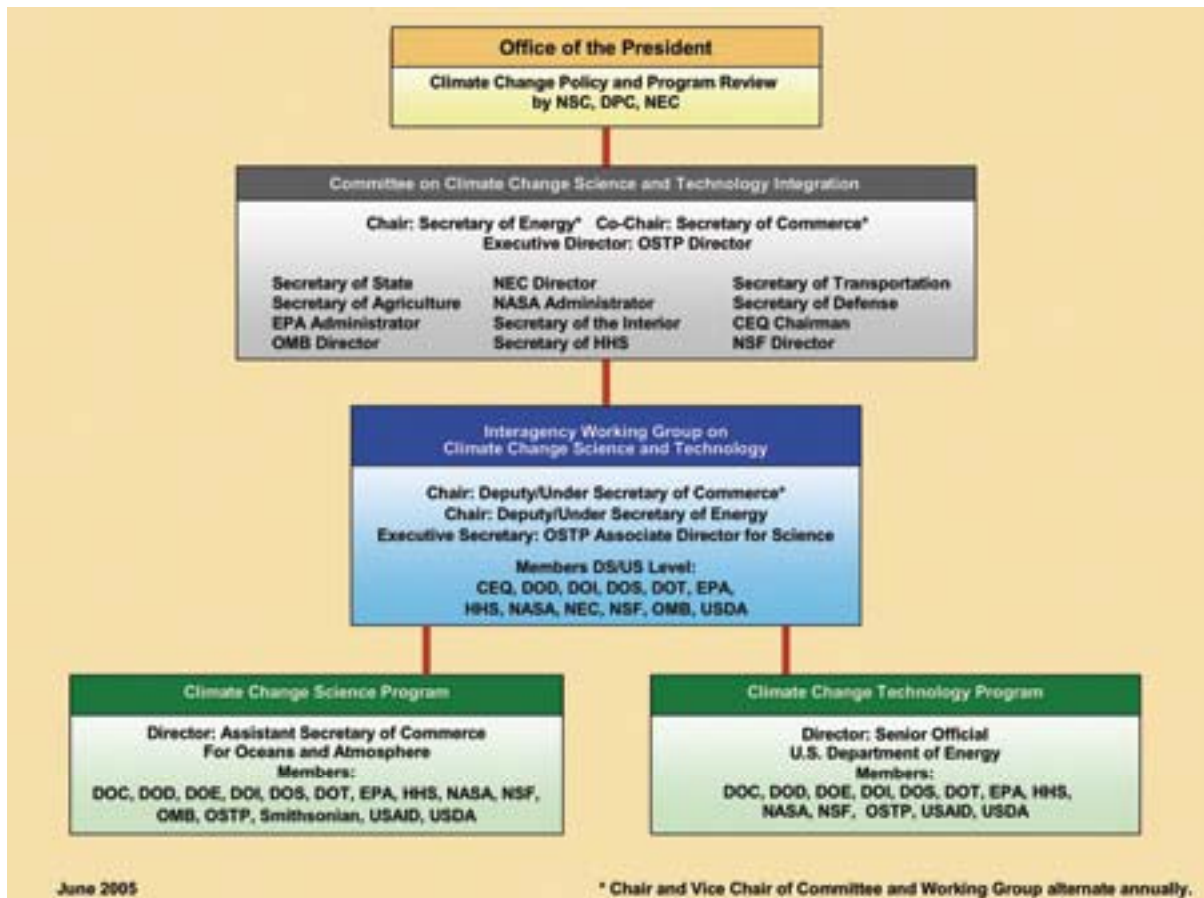 Office of the President
Climate Change Policy and Program Review
by NSC, DPC, NEC
Committee on Climate Change Science and Technology Integration
Chair: Secretary of Energy* Co-Chair: Secretary of Commerce*
Executive Director: OSTP Director
Secretary of State
Secretary of Agriculture
EPA Administrator
OMB Director
NEC Director
NASA Administrator
Secretary of the Interior
Secretary of HHS
Secretary of Transportation
Secretary of Defense
CEQ Chairman
NSF Director
Interagency Working Group on
Climate Change Science and Technology
Chair: Deputy/Under Secretary of Commerce*
Chair: Deputy/Under Secretary of Energy
Executive Secretary: OSTP Associate Director for Science
Members DS/US Level:
CEQ, DOD, DOI, DOS, DOT, EPA,
HHS, NASA, NEC, NSF, OMB, USDA
Climate Change Science Program
Director: Assistant Secretary of Commerce
For Oceans and Atmosphere
Members:
DOC, DOD, DOE, DOI, DOS, DOT, EPA, HHS, NASA, NSF,
OMB, OSTP, Smithsonian, USAID, USDA
Climate Change Technology Program
Director: Senior Official
U.S. Department of Energy
Members:
DOC, DOD, DOE, DOI, DOS, DOT, EPA, HHS,
NASA, NSF, OSTP, USAID, USDA
June 2005
* Chair and Vice Chair of Committee and Working Group alternate annually.